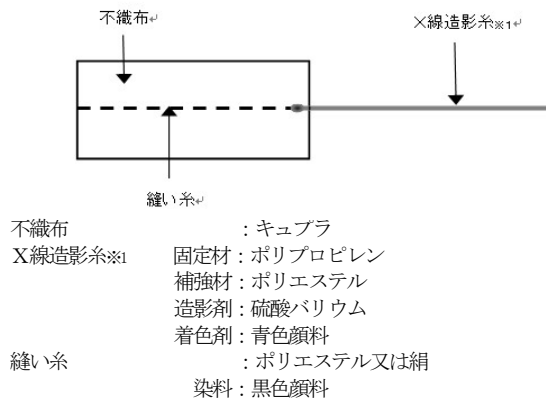 不織布
X線造影糸※1
縫い糸
不織布：キュプラ
X線造影糸※1 固定材：ポリプロピレン
補強材：ポリエステル
造影剤：硫酸バリウム
着色剤：青色顔料
縫い糸：ポリエステル又は絹
染料：黒色顔料